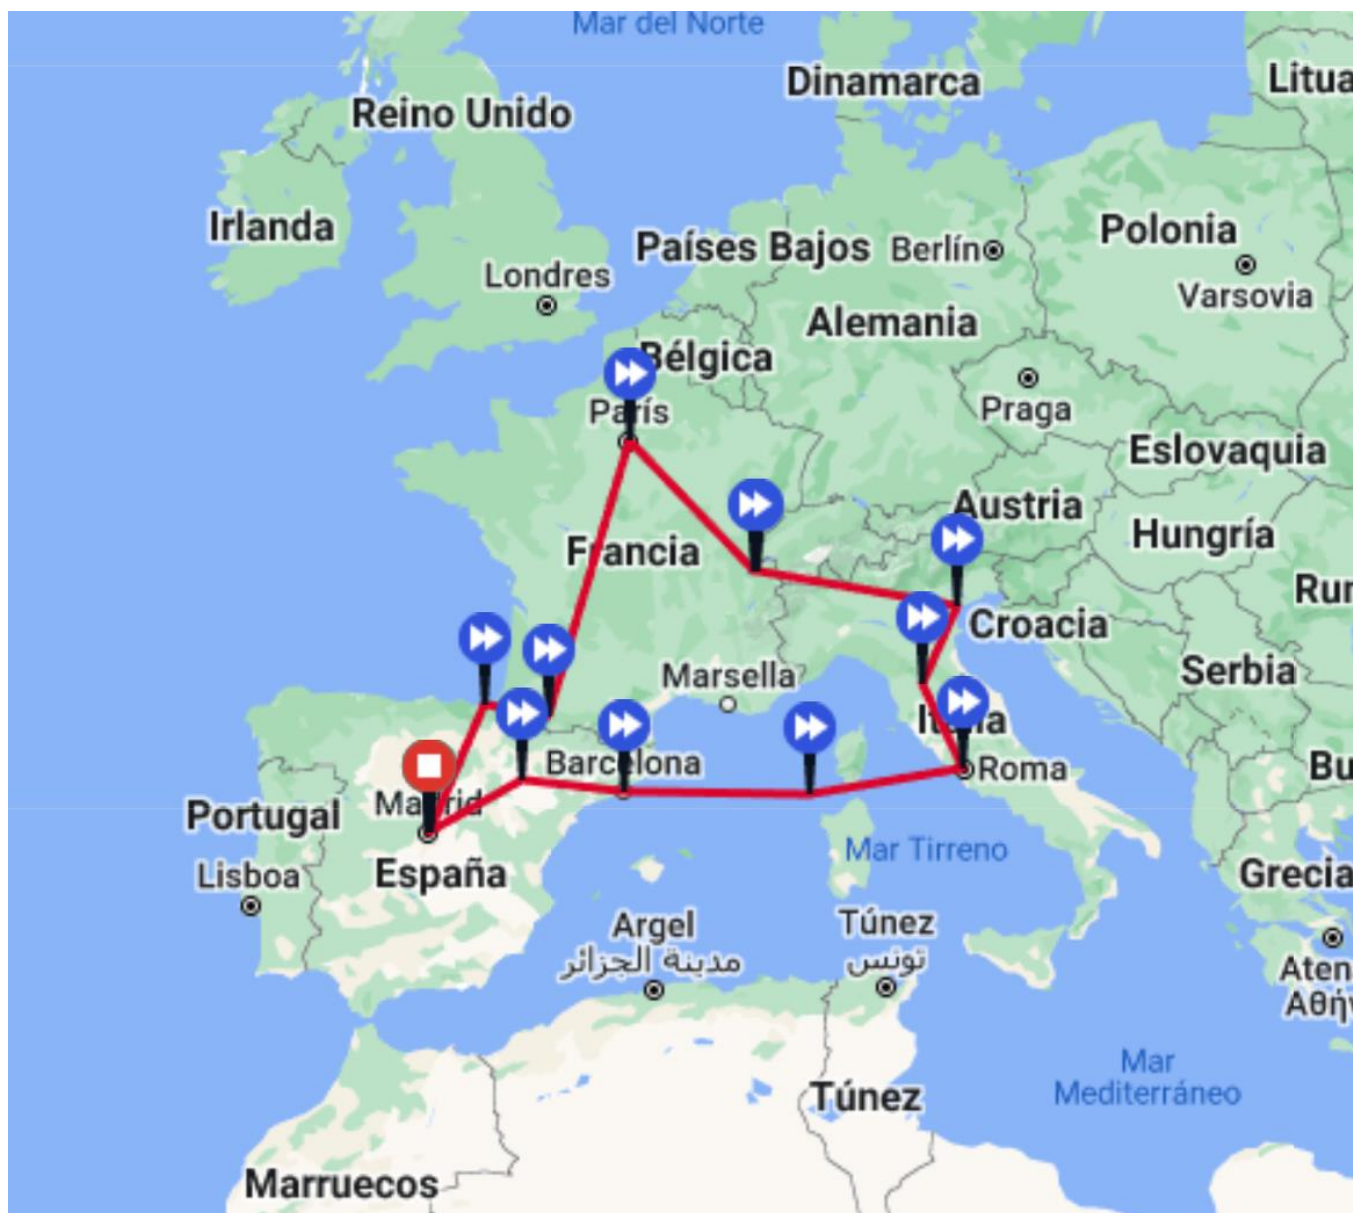 Mar del Norte
Dinamarca
Litua
Reino Unido
Irlanda
Países Bajos
Berlín
Polonia
Londres
Varsovia
Alemania
Bélgica
París
Praga
Eslovaquia
Austria
Hungría
Francia
Rur
Croacia
Serbia
Marsella
Italia
Barcelona
Roma
Bu
Madrid
Portugal
Mar Tirreno
Lisboa
España
Grecia
Argel
مدينة الجزائر
Túnez
تونس
Aten
Αθήν
Mar
Mediterráneo
Túnez
Marruecos